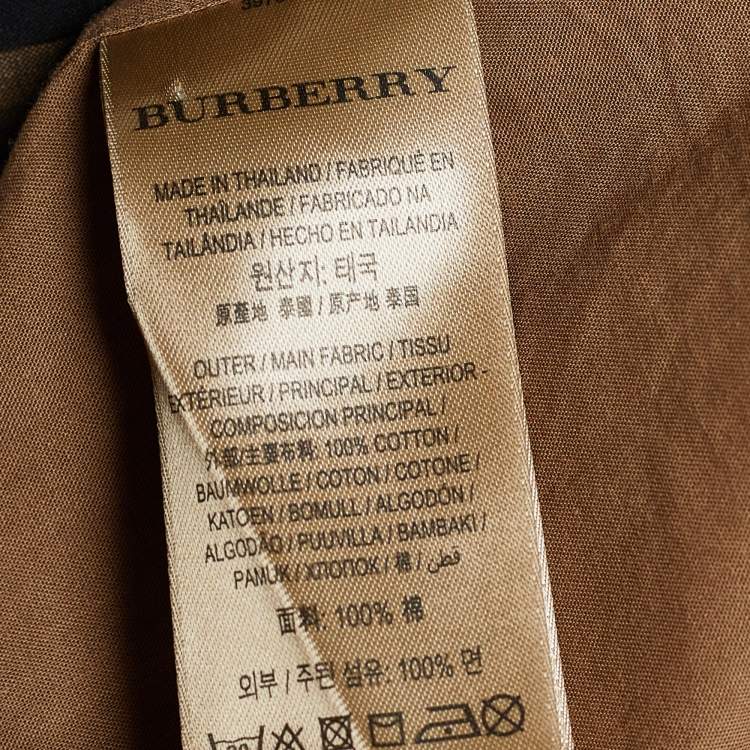 BURBERRY
MADE IN THAILAND / FABRIQUÉ EN
THAÏLANDE / FABRICADO NA
TAILÂNDIA / HECHO EN TAILANDIA
원산지: 태국
原產地 泰國 / 原产地 泰国
OUTER / MAIN FABRIC / TISSU
EXTÉRIEUR / PRINCIPAL / EXTERIOR -
COMPOSICION PRINCIPAL /
外部/主要布料: 100% COTTON /
BAUMWOLLE / COTON / COTONE /
KATOEN / BOMULL / ALGODÓN /
ALGODÃO / PUUVILLA / BAMBAKI /
PAMUK / ХЛОПОК / 棉 / قطن
面料: 100% 棉
외부 / 주된 섬유: 100% 면